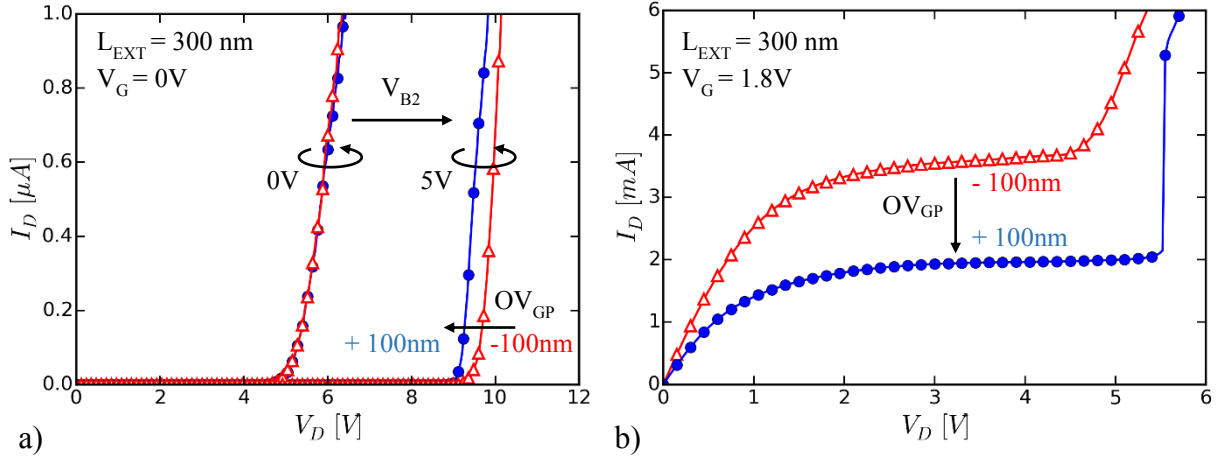 L_EXT = 300 nm
V_G = 0V
V_B2
0V
5V
OV_GP
+ 100nm
-100nm
I_D [μA]
1.0
0.8
0.6
0.4
0.2
0.0
0 2 4 6 8 10 12
V_D [V]
a)
L_EXT = 300 nm
V_G = 1.8V
- 100nm
OV_GP
+ 100nm
I_D [mA]
6
5
4
3
2
1
0
0 1 2 3 4 5 6
V_D [V]
b)